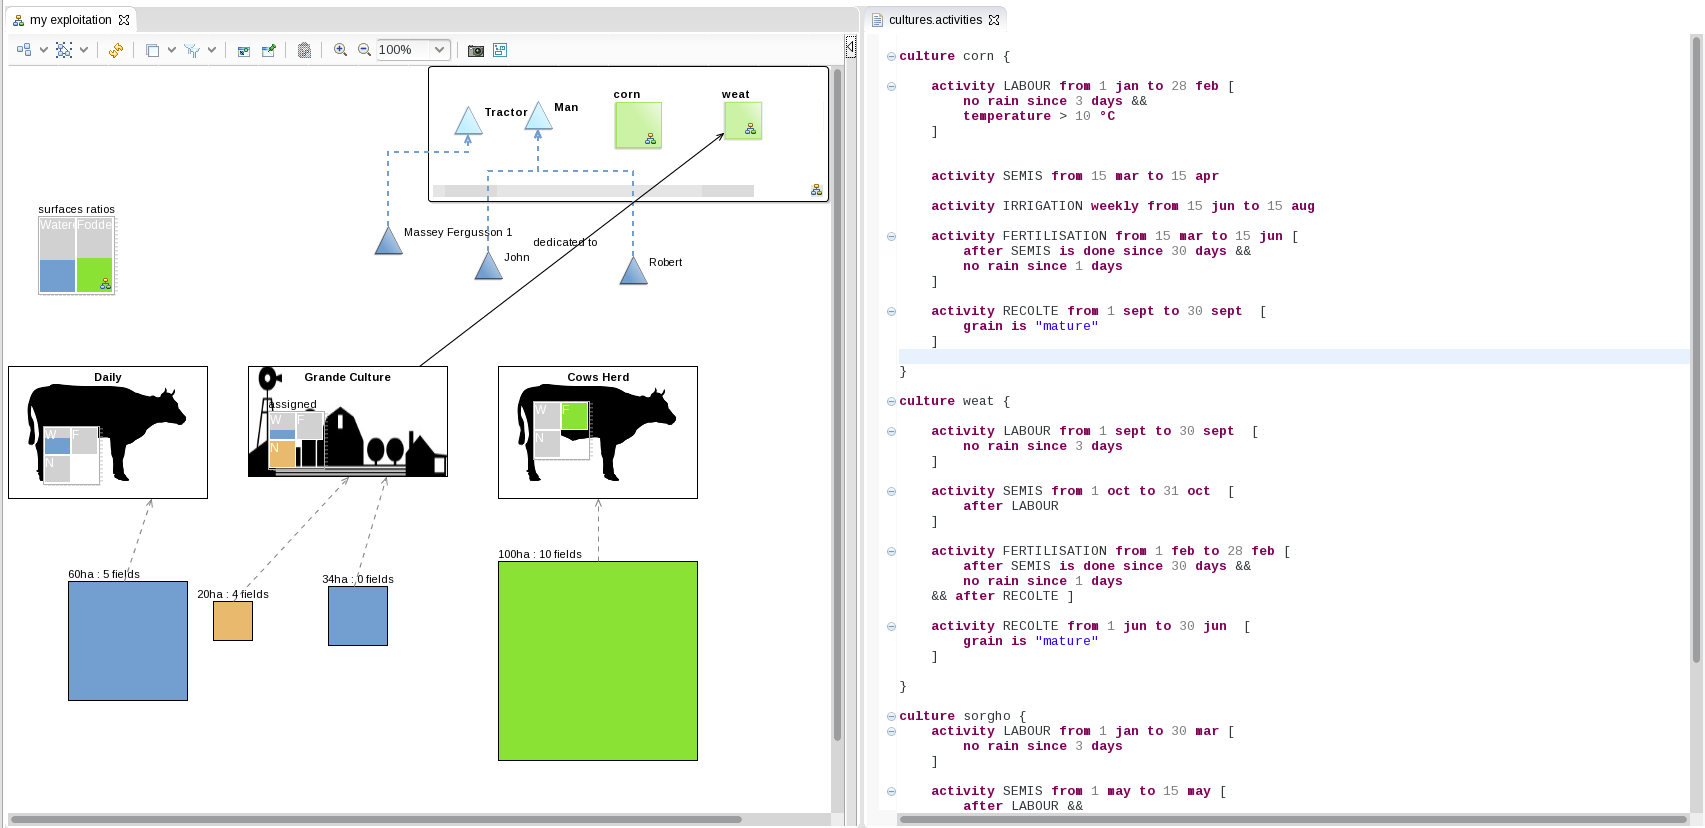 my exploitation
100%
Tractor
Man
corn
weat
surfaces ratios
Massey Fergusson 1
dedicated to
John
Robert
Daily
W F
N
Grande Culture
assigned
W F
N
Cows Herd
W F
N
60ha : 5 fields
20ha : 4 fields
34ha : 0 fields
100ha : 10 fields
cultures.activities
culture corn {
activity LABOUR from 1 jan to 28 feb [
no rain since 3 days &&
temperature > 10 °C
]
activity SEMIS from 15 mar to 15 apr
activity IRRIGATION weekly from 15 jun to 15 aug
activity FERTILISATION from 15 mar to 15 jun [
after SEMIS is done since 30 days &&
no rain since 1 days
]
activity RECOLTE from 1 sept to 30 sept [
grain is "mature"
]
}
culture weat {
activity LABOUR from 1 sept to 30 sept [
no rain since 3 days
]
activity SEMIS from 1 oct to 31 oct [
after LABOUR
]
activity FERTILISATION from 1 feb to 28 feb [
after SEMIS is done since 30 days &&
no rain since 1 days
&& after RECOLTE ]
activity RECOLTE from 1 jun to 30 jun [
grain is "mature"
]
}
culture sorgho {
activity LABOUR from 1 jan to 30 mar [
no rain since 3 days
]
activity SEMIS from 1 may to 15 may [
after LABOUR &&